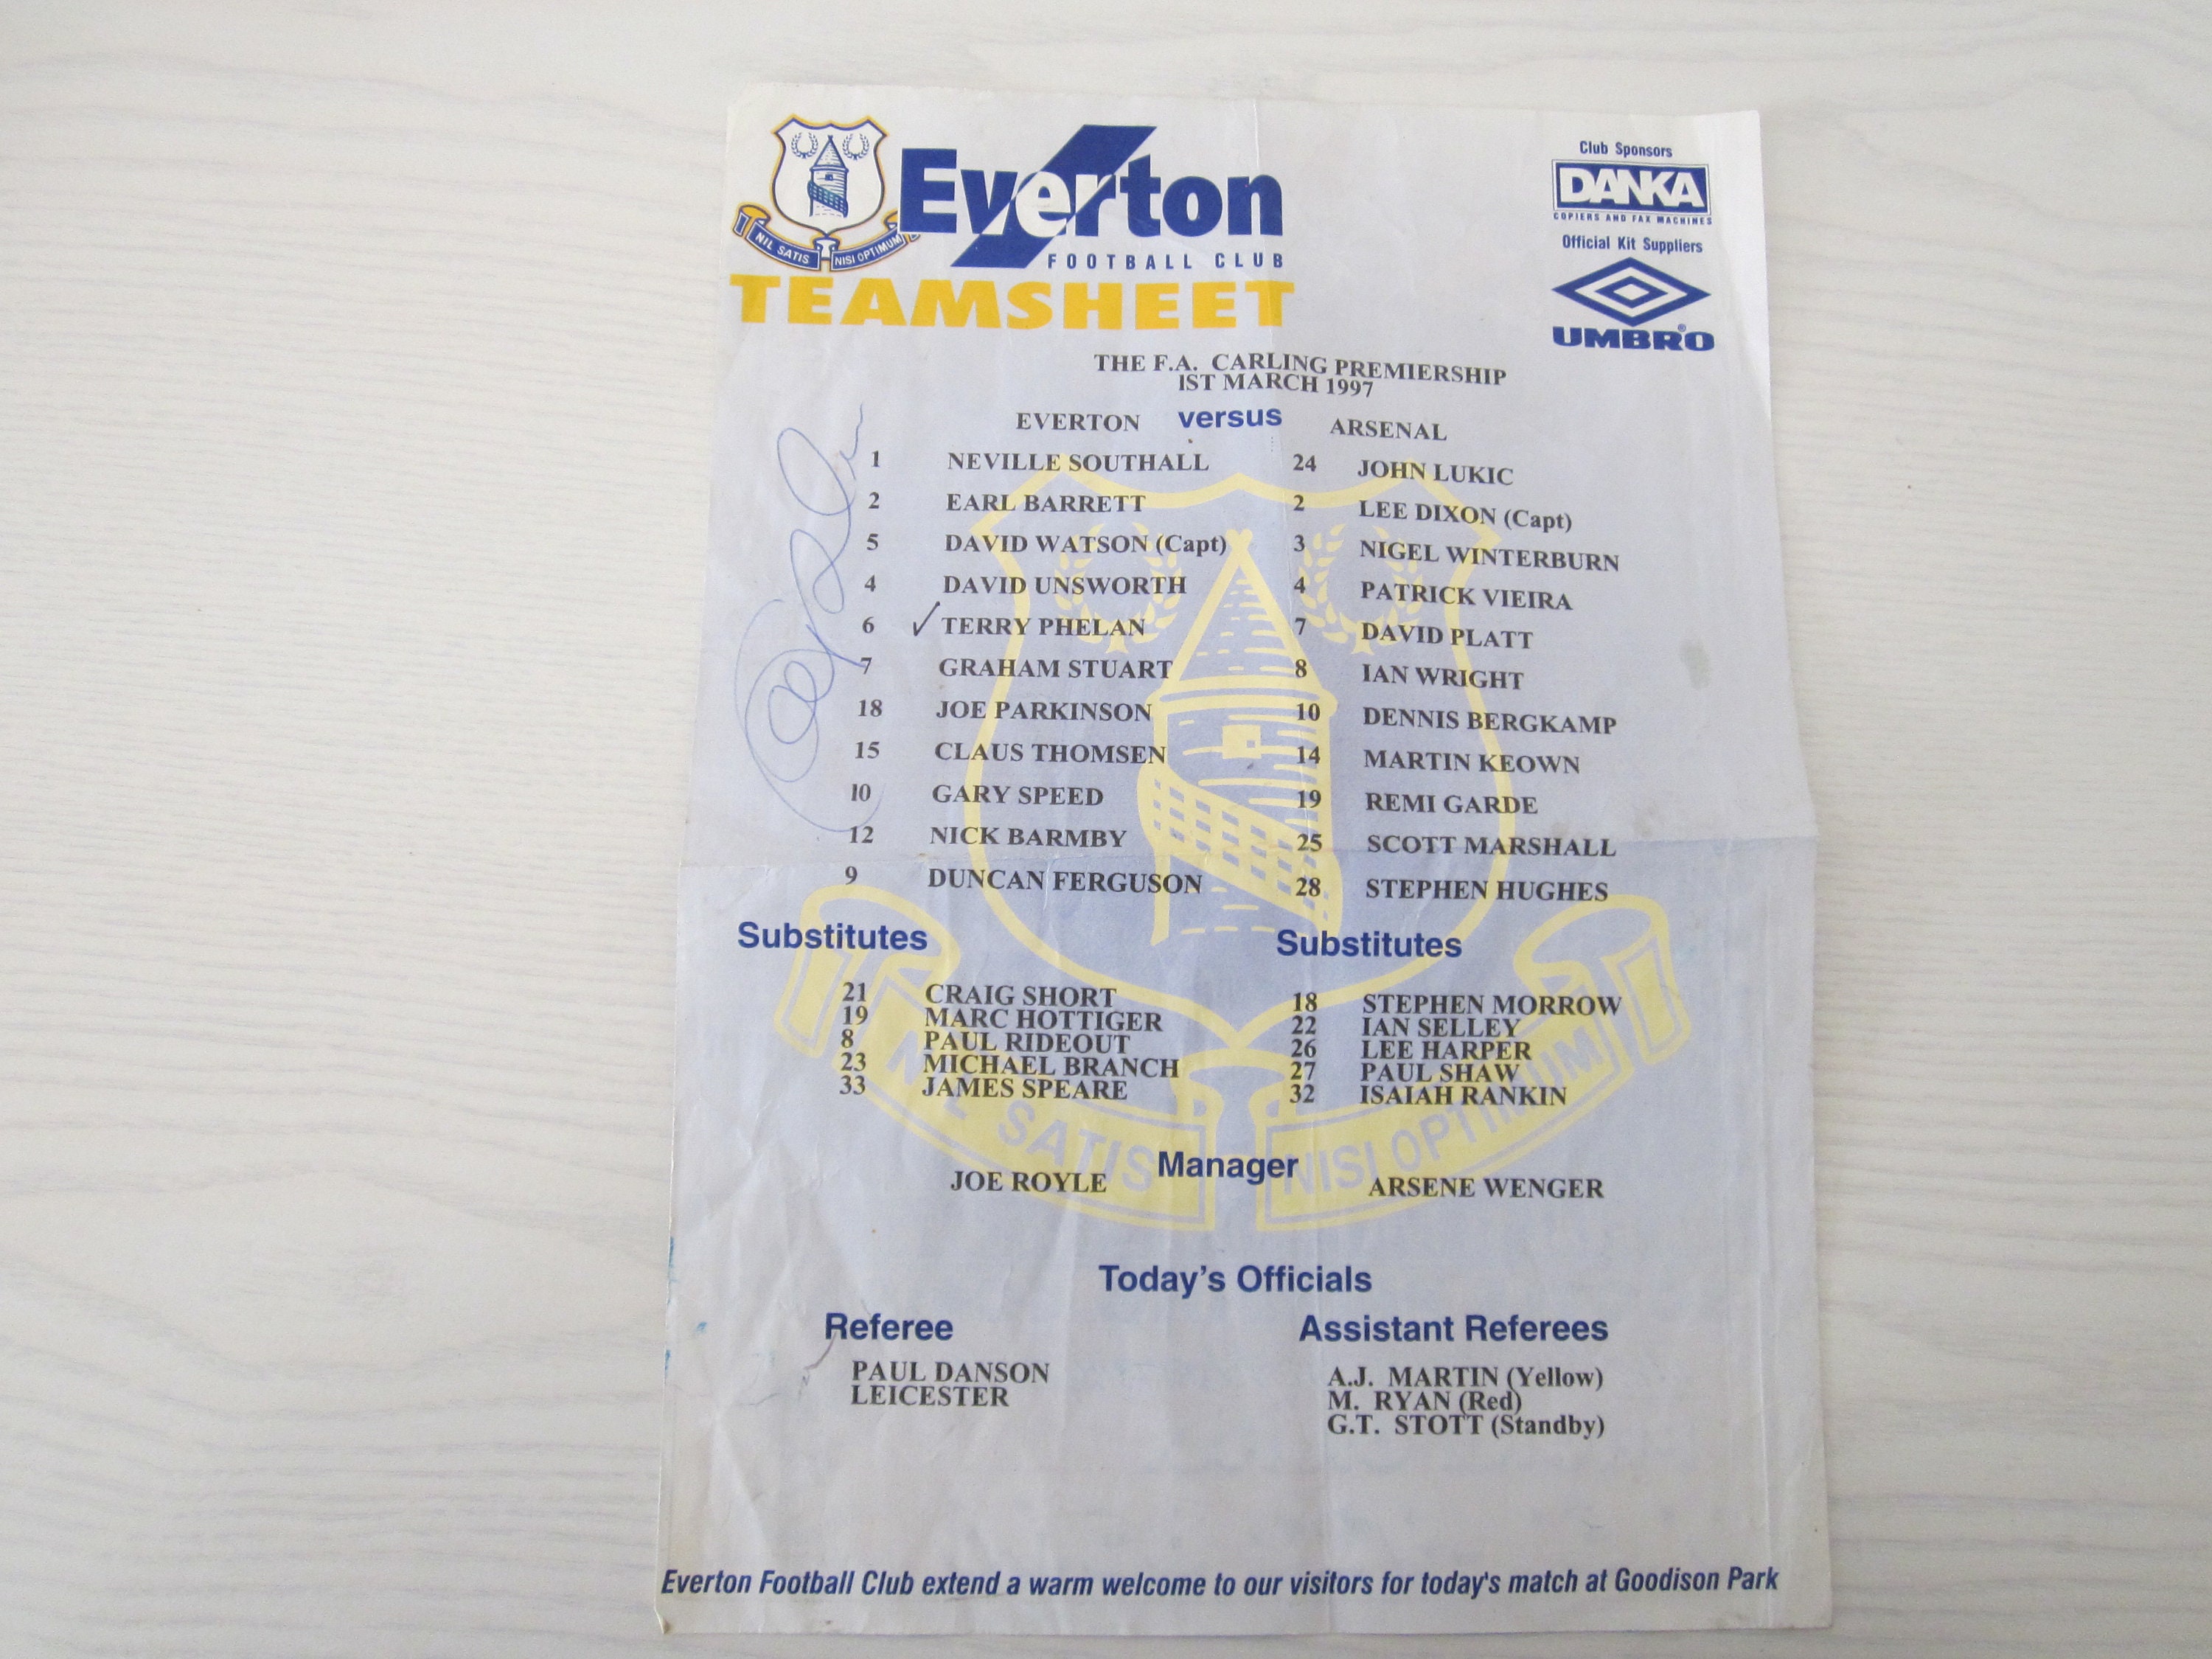 NIL SATIS NISI OPTIMUM
Everton
FOOTBALL CLUB
TEAMSHEET
Club Sponsors
DANKA
COPIERS AND FAX MACHINES
Official Kit Suppliers
UMBRO®
THE F.A. CARLING PREMIERSHIP
1ST MARCH 1997
EVERTON versus ARSENAL
1 NEVILLE SOUTHALL 24 JOHN LUKIC
2 EARL BARRETT 2 LEE DIXON (Capt)
5 DAVID WATSON (Capt) 3 NIGEL WINTERBURN
4 DAVID UNSWORTH 4 PATRICK VIEIRA
6 ✓ TERRY PHELAN 7 DAVID PLATT
7 GRAHAM STUART 8 IAN WRIGHT
18 JOE PARKINSON 10 DENNIS BERGKAMP
15 CLAUS THOMSEN 14 MARTIN KEOWN
10 GARY SPEED 19 REMI GARDE
12 NICK BARMBY 25 SCOTT MARSHALL
9 DUNCAN FERGUSON 28 STEPHEN HUGHES
Substitutes Substitutes
21 CRAIG SHORT 18 STEPHEN MORROW
19 MARC HOTTIGER 22 IAN SELLEY
8 PAUL RIDEOUT 26 LEE HARPER
23 MICHAEL BRANCH 27 PAUL SHAW
33 JAMES SPEARE 32 ISAIAH RANKIN
NIL SATIS NISI OPTIMUM
Manager
JOE ROYLE ARSENE WENGER
Today's Officials
Referee Assistant Referees
PAUL DANSON A.J. MARTIN (Yellow)
LEICESTER M. RYAN (Red)
G.T. STOTT (Standby)
Everton Football Club extend a warm welcome to our visitors for today's match at Goodison Park